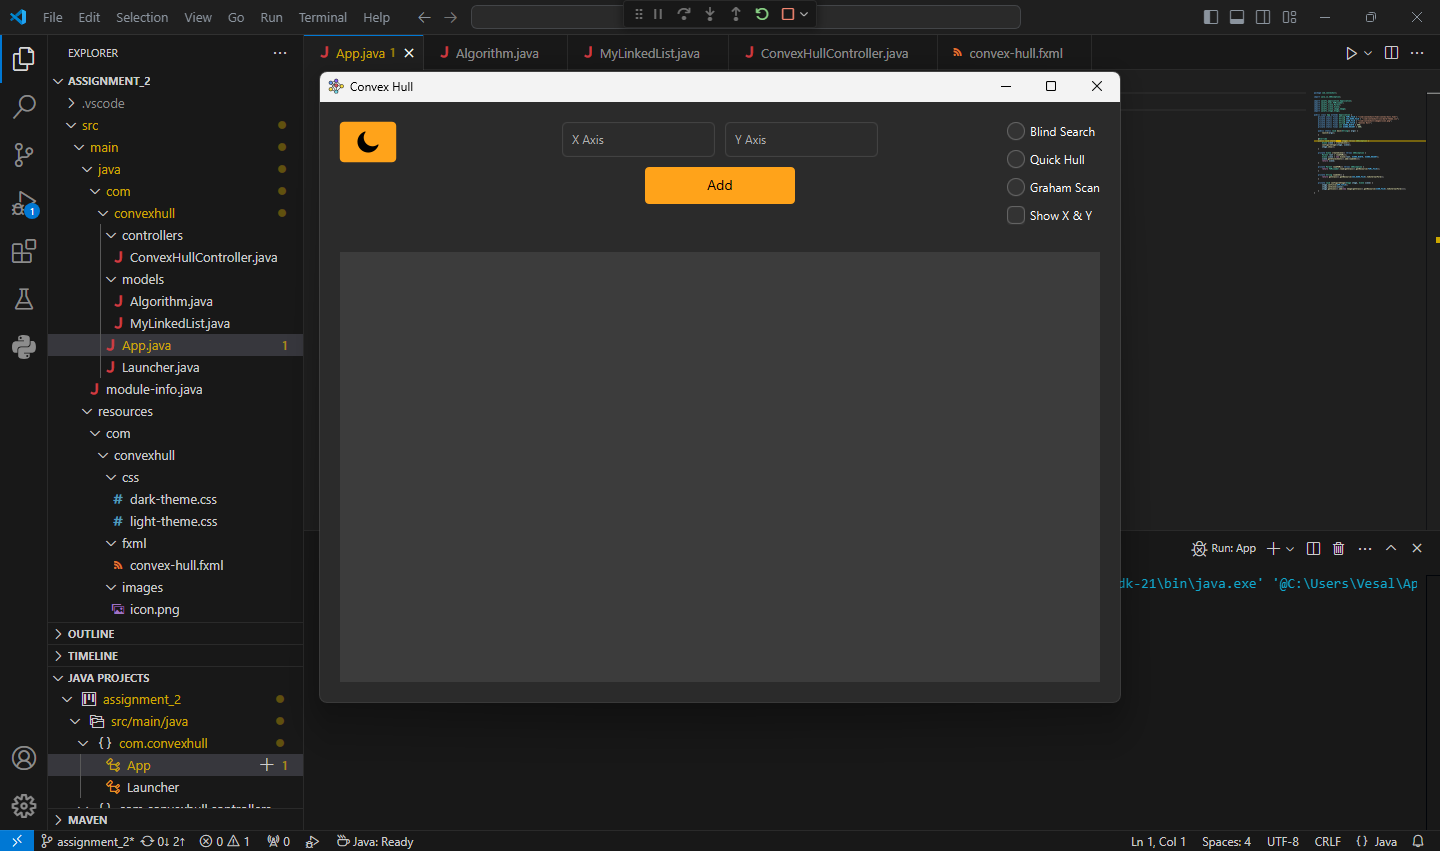 File Edit Selection View Go Run Terminal Help
EXPLORER
App.java 1
Algorithm.java
MyLinkedList.java
ConvexHullController.java
convex-hull.fxml
ASSIGNMENT_2
.vscode
src
main
java
com
convexhull
controllers
ConvexHullController.java
models
Algorithm.java
MyLinkedList.java
App.java 1
Launcher.java
module-info.java
resources
com
convexhull
css
dark-theme.css
light-theme.css
fxml
convex-hull.fxml
images
icon.png
OUTLINE
TIMELINE
JAVA PROJECTS
assignment_2
src/main/java
com.convexhull
App 1
Launcher
MAVEN
1
Convex Hull
X Axis
Y Axis
Add
Blind Search
Quick Hull
Graham Scan
Show X & Y
Run: App
dk-21\bin\java.exe' '@C:\Users\Vesal\Ap
assignment_2* 0↓ 2↑ 0 1 0 Java: Ready Ln 1, Col 1 Spaces: 4 UTF-8 CRLF {} Java